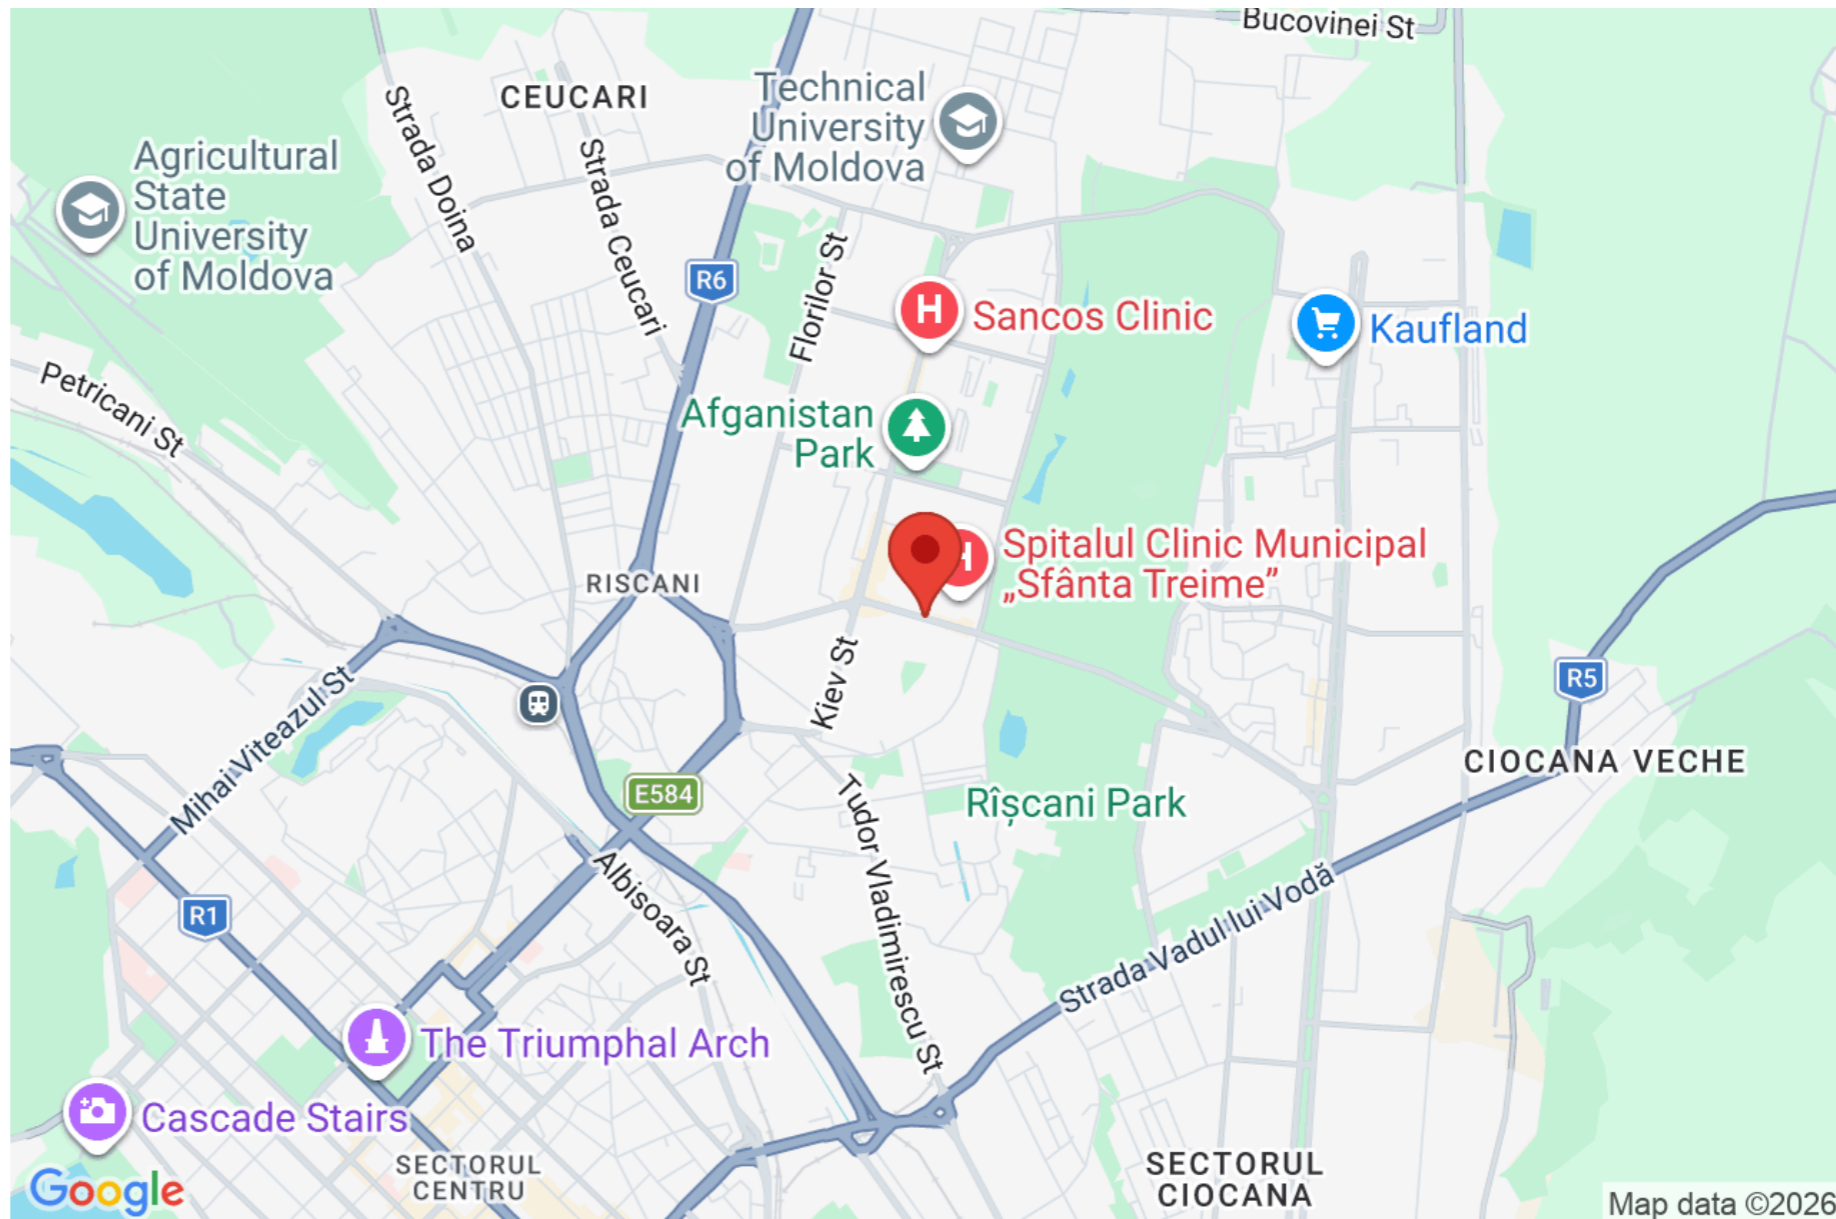 Bucovinei St
CEUCARI
Technical
University
of Moldova
Strada Doina
Strada Ceucari
Agricultural
State
University
of Moldova
R6
Florilor St
H
Sancos Clinic
Kaufland
Petricani St
Afganistan
Park
H
Spitalul Clinic Municipal
„Sfânta Treime”
RISCANI
Kiev St
Mihai Viteazul St
R5
CIOCANA VECHE
E584
Rîșcani Park
Tudor Vladimirescu St
Albisoara St
R1
Strada Vadul lui Vodă
The Triumphal Arch
Cascade Stairs
SECTORUL
CENTRU
SECTORUL
CIOCANA
Google
Map data ©2026